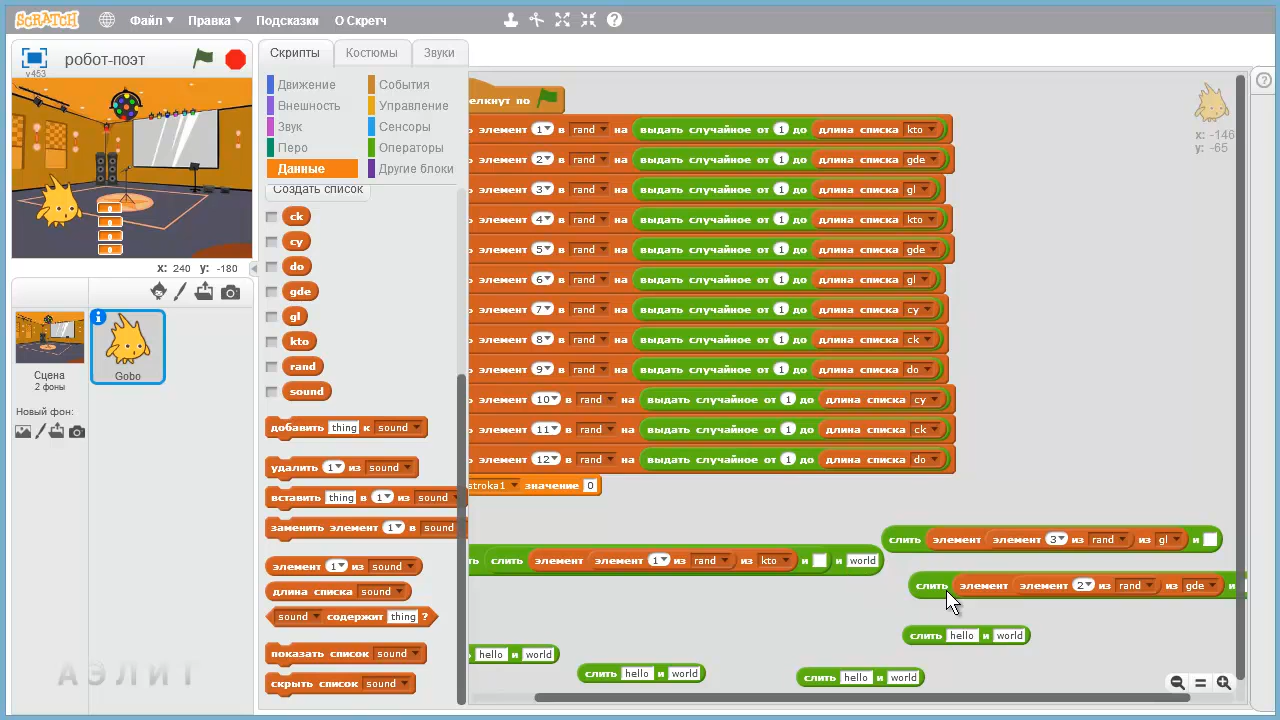 SCRATCH Файл Правка Подсказки О Скретч
робот-поэт
v453
Скрипты Костюмы Звуки
Движение События
Внешность Управление
Звук Сенсоры
Перо Операторы
Данные Другие блоки
Создать список
ck
cy
do
gde
gl
kto
rand
sound
добавить thing к sound
удалить 1 из sound
вставить thing в 1 из sound
заменить элемент 1 в sound
элемент 1 из sound
длина списка sound
sound содержит thing ?
показать список sound
скрыть список sound
x: 240 y: -180
Сцена
2 фоны
Gobo
Новый фон:
елкнут по
элемент 1 в rand на выдать случайное от 1 до длина списка kto
элемент 2 в rand на выдать случайное от 1 до длина списка gde
элемент 3 в rand на выдать случайное от 1 до длина списка gl
элемент 4 в rand на выдать случайное от 1 до длина списка kto
элемент 5 в rand на выдать случайное от 1 до длина списка gde
элемент 6 в rand на выдать случайное от 1 до длина списка gl
элемент 7 в rand на выдать случайное от 1 до длина списка cy
элемент 8 в rand на выдать случайное от 1 до длина списка ck
элемент 9 в rand на выдать случайное от 1 до длина списка do
элемент 10 в rand на выдать случайное от 1 до длина списка cy
элемент 11 в rand на выдать случайное от 1 до длина списка ck
элемент 12 в rand на выдать случайное от 1 до длина списка do
stroka1 значение 0
слить элемент элемент 3 из rand из gl и
слить элемент элемент 1 из rand из kto и и world
слить элемент элемент 2 из rand из gde и
слить hello и world
hello и world
слить hello и world
слить hello и world
x: -146
y: -65
АЭЛИТ